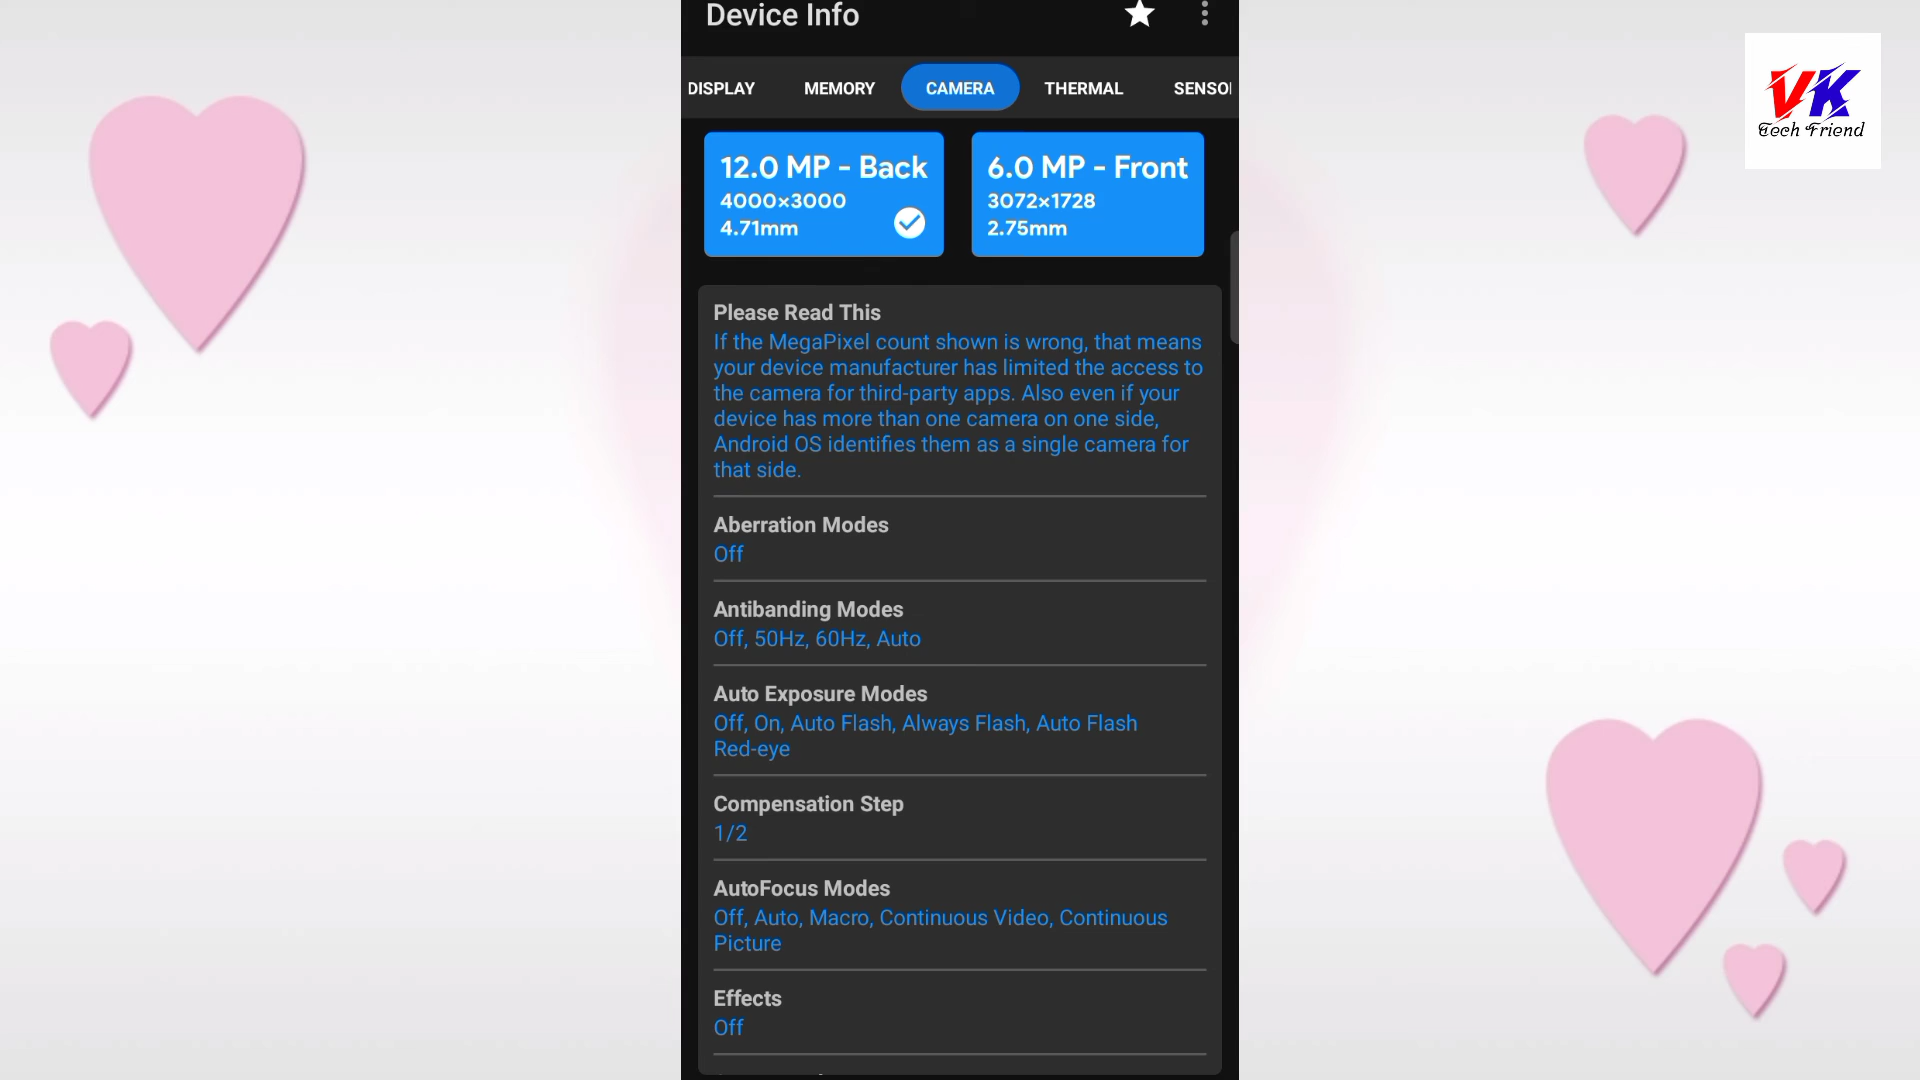 Device Info
DISPLAY MEMORY CAMERA THERMAL SENSO
12.0 MP - Back
4000×3000
4.71mm
6.0 MP - Front
3072×1728
2.75mm
Please Read This
If the MegaPixel count shown is wrong, that means
your device manufacturer has limited the access to
the camera for third-party apps. Also even if your
device has more than one camera on one side,
Android OS identifies them as a single camera for
that side.
Aberration Modes
Off
Antibanding Modes
Off, 50Hz, 60Hz, Auto
Auto Exposure Modes
Off, On, Auto Flash, Always Flash, Auto Flash
Red-eye
Compensation Step
1/2
AutoFocus Modes
Off, Auto, Macro, Continuous Video, Continuous
Picture
Effects
Off
VK
Tech Friend